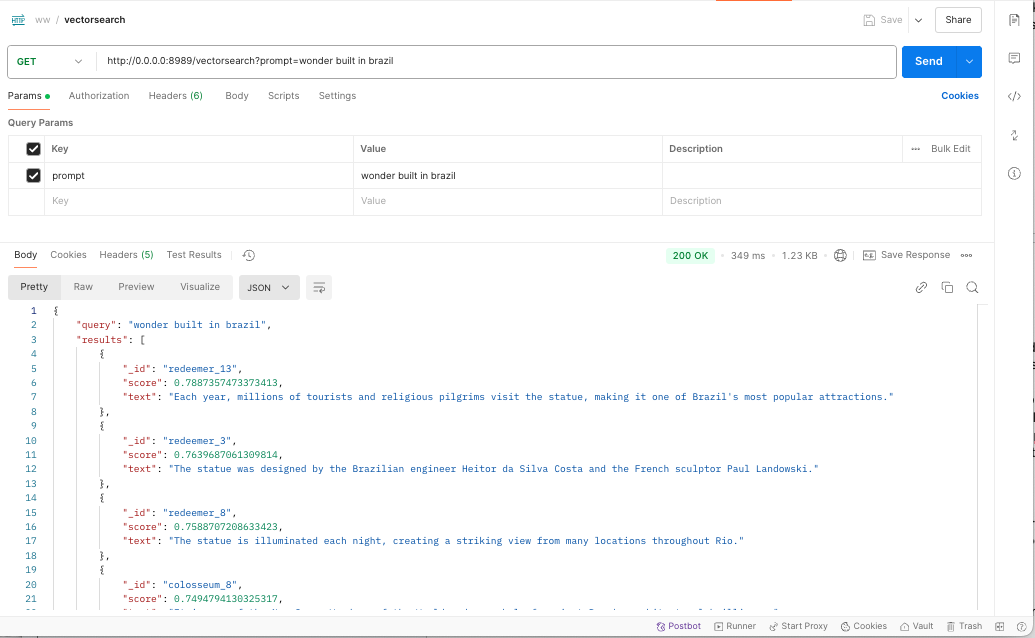 HTTP ww / vectorsearch Save Share
GET http://0.0.0.0:8989/vectorsearch?prompt=wonder built in brazil Send
Params Authorization Headers (6) Body Scripts Settings Cookies
Query Params
Key Value Description ••• Bulk Edit
prompt wonder built in brazil
Key Value Description
Body Cookies Headers (5) Test Results 200 OK • 349 ms • 1.23 KB • Save Response •••
Pretty Raw Preview Visualize JSON
1 {
2 "query": "wonder built in brazil",
3 "results": [
4 {
5 "_id": "redeemer_13",
6 "score": 0.7887357473373413,
7 "text": "Each year, millions of tourists and religious pilgrims visit the statue, making it one of Brazil's most popular attractions."
8 },
9 {
10 "_id": "redeemer_3",
11 "score": 0.7639687061309814,
12 "text": "The statue was designed by the Brazilian engineer Heitor da Silva Costa and the French sculptor Paul Landowski."
13 },
14 {
15 "_id": "redeemer_8",
16 "score": 0.7588707208633423,
17 "text": "The statue is illuminated each night, creating a striking view from many locations throughout Rio."
18 },
19 {
20 "_id": "colosseum_8",
21 "score": 0.7494794130325317,
Postbot Runner Start Proxy Cookies Vault Trash